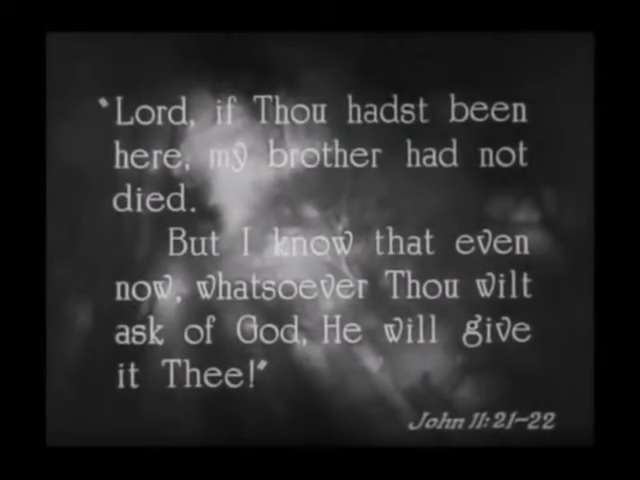 "Lord, if Thou hadst been
here, my brother had not
died.
But I know that even
now, whatsoever Thou wilt
ask of God, He will give
it Thee!"
John 11:21-22